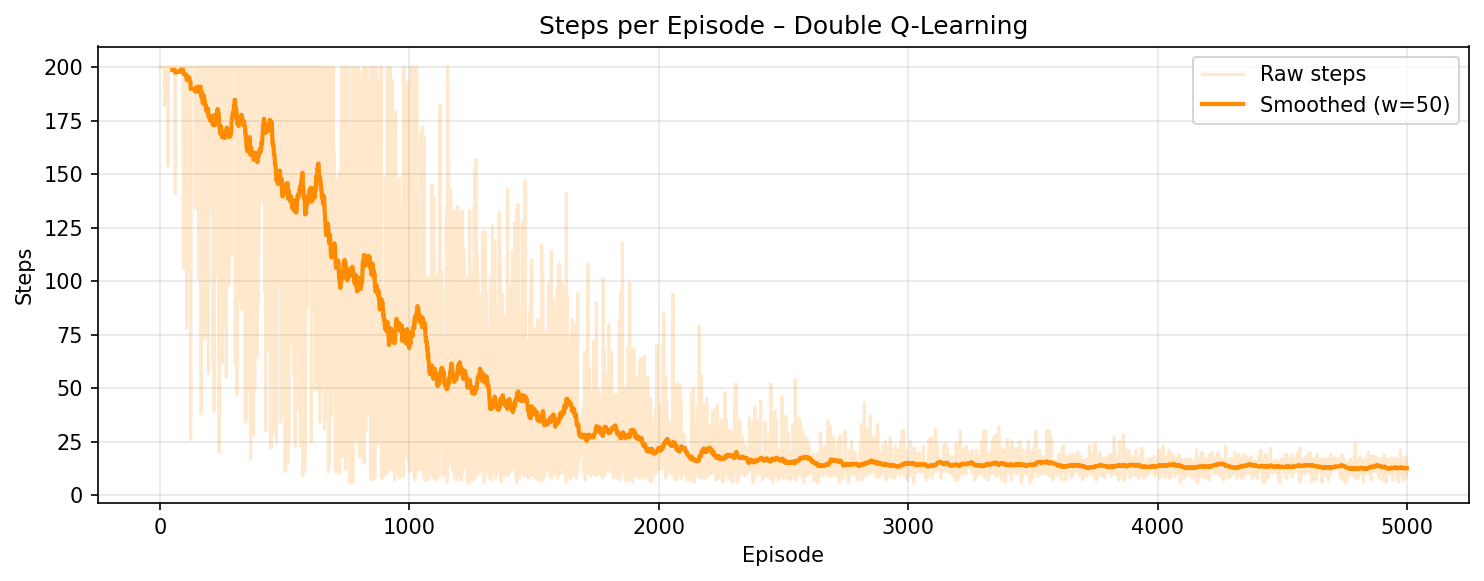 Steps per Episode – Double Q-Learning
Raw steps
Smoothed (w=50)
Steps
200
175
150
125
100
75
50
25
0
0 1000 2000 3000 4000 5000
Episode